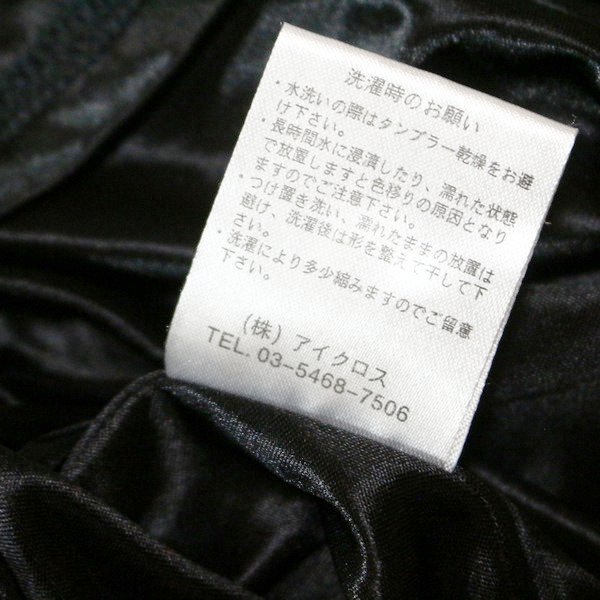 洗濯時のお願い
・水洗いの際はタンブラー乾燥をお避
け下さい。
・長時間水に浸漬したり、濡れた状態
で放置しますと色移りの原因となり
ますのでご注意下さい。
・つけ置き洗い、濡れたままの放置は
避け、洗濯後は形を整えて干して下
さい。
・洗濯により多少縮みますのでご留意
下さい。
(株) アイクロス
TEL. 03-5468-7506